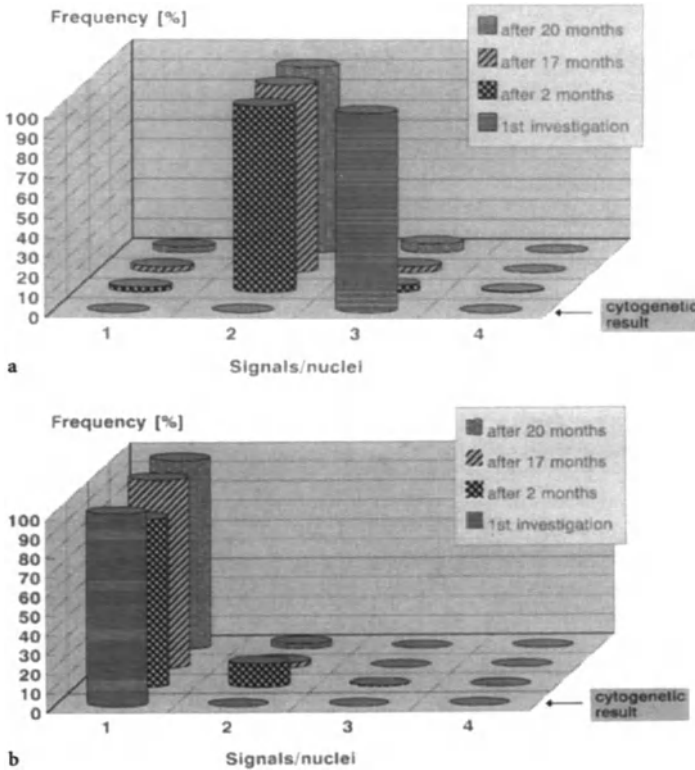 Frequency [%]
after 20 months
after 17 months
after 2 months
1st investigation
100
90
80
70
60
50
40
30
20
10
0
1 2 3 4
cytogenetic
result
Signals/nuclei
a
Frequency [%]
after 20 months
after 17 months
after 2 months
1st investigation
100
90
80
70
60
50
40
30
20
10
0
1 2 3 4
cytogenetic
result
Signals/nuclei
b